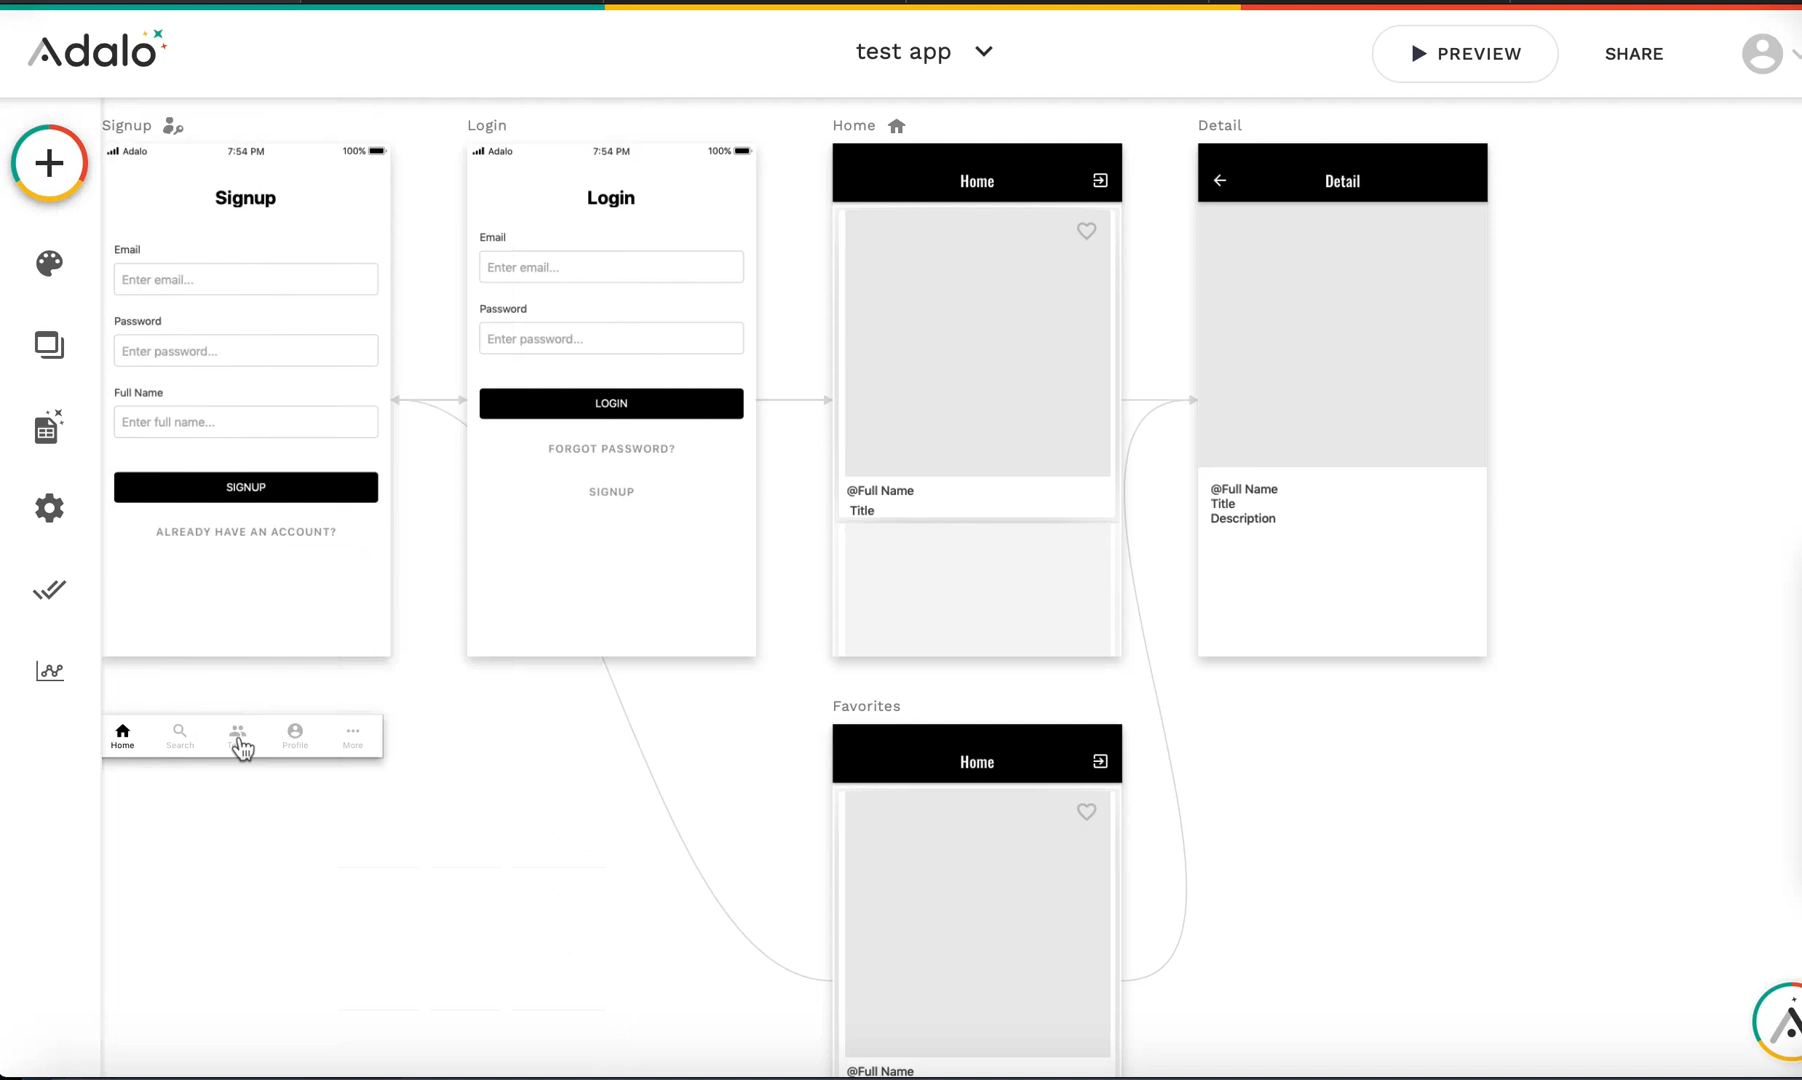 Adalo
test app
PREVIEW
SHARE
Signup
Login
Home
Detail
Adalo 7:54 PM 100%
Signup
Email
Enter email...
Password
Enter password...
Full Name
Enter full name...
SIGNUP
ALREADY HAVE AN ACCOUNT?
Adalo 7:54 PM 100%
Login
Email
Enter email...
Password
Enter password...
LOGIN
FORGOT PASSWORD?
SIGNUP
Home
@Full Name
Title
Detail
@Full Name
Title
Description
Home
Search
Profile
More
Favorites
Home
@Full Name